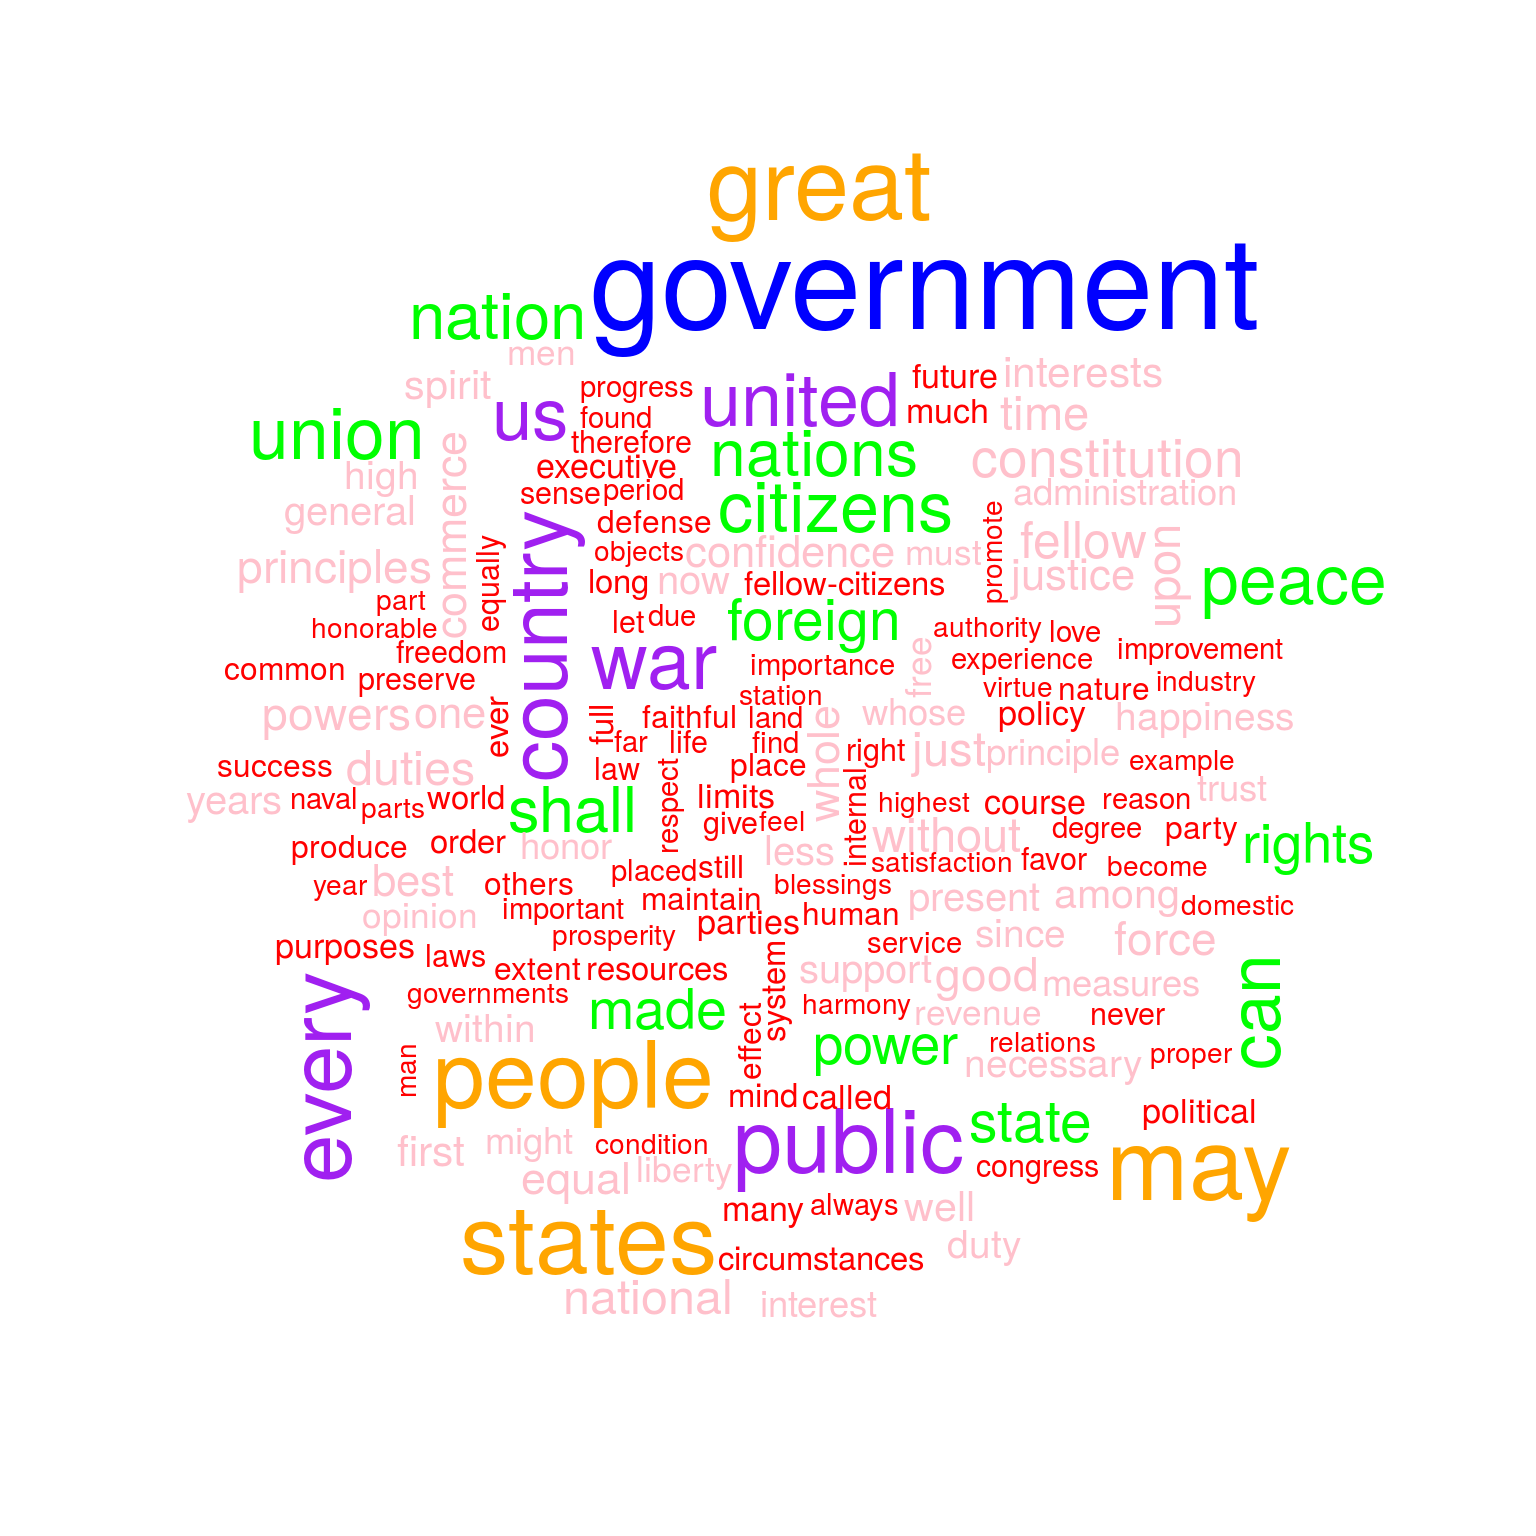 great
government
nation
men
interests
future
united
progress
spirit
us
much
time
found
union
therefore
nations
constitution
executive
high
commerce
sense
period
administration
general
citizens
defense
promote
fellow
upon
objects
confidence
must
principles
equally
country
long
now
fellow-citizens
justice
peace
part
honorable
let
due
foreign
authority
love
freedom
war
importance
free
experience
improvement
common
preserve
station
virtue
nature
industry
powers
one
ever
full
faithful
land
whole
whose
policy
happiness
far
life
find
right
just
principle
example
success
duties
law
respect
place
internal
trust
years
naval
parts
world
shall
limits
highest
course
reason
give
feel
without
degree
party
rights
produce
order
honor
less
satisfaction
favor
become
placed
still
year
best
others
blessings
maintain
present
among
domestic
opinion
important
parties
human
prosperity
service
since
force
purposes
laws
extent
resources
system
support
good
measures
can
governments
made
harmony
revenue
never
every
within
effect
power
relations
necessary
proper
man
people
mind
called
public
state
political
first
might
condition
congress
may
equal
liberty
many
always
well
states
circumstances
duty
national
interest